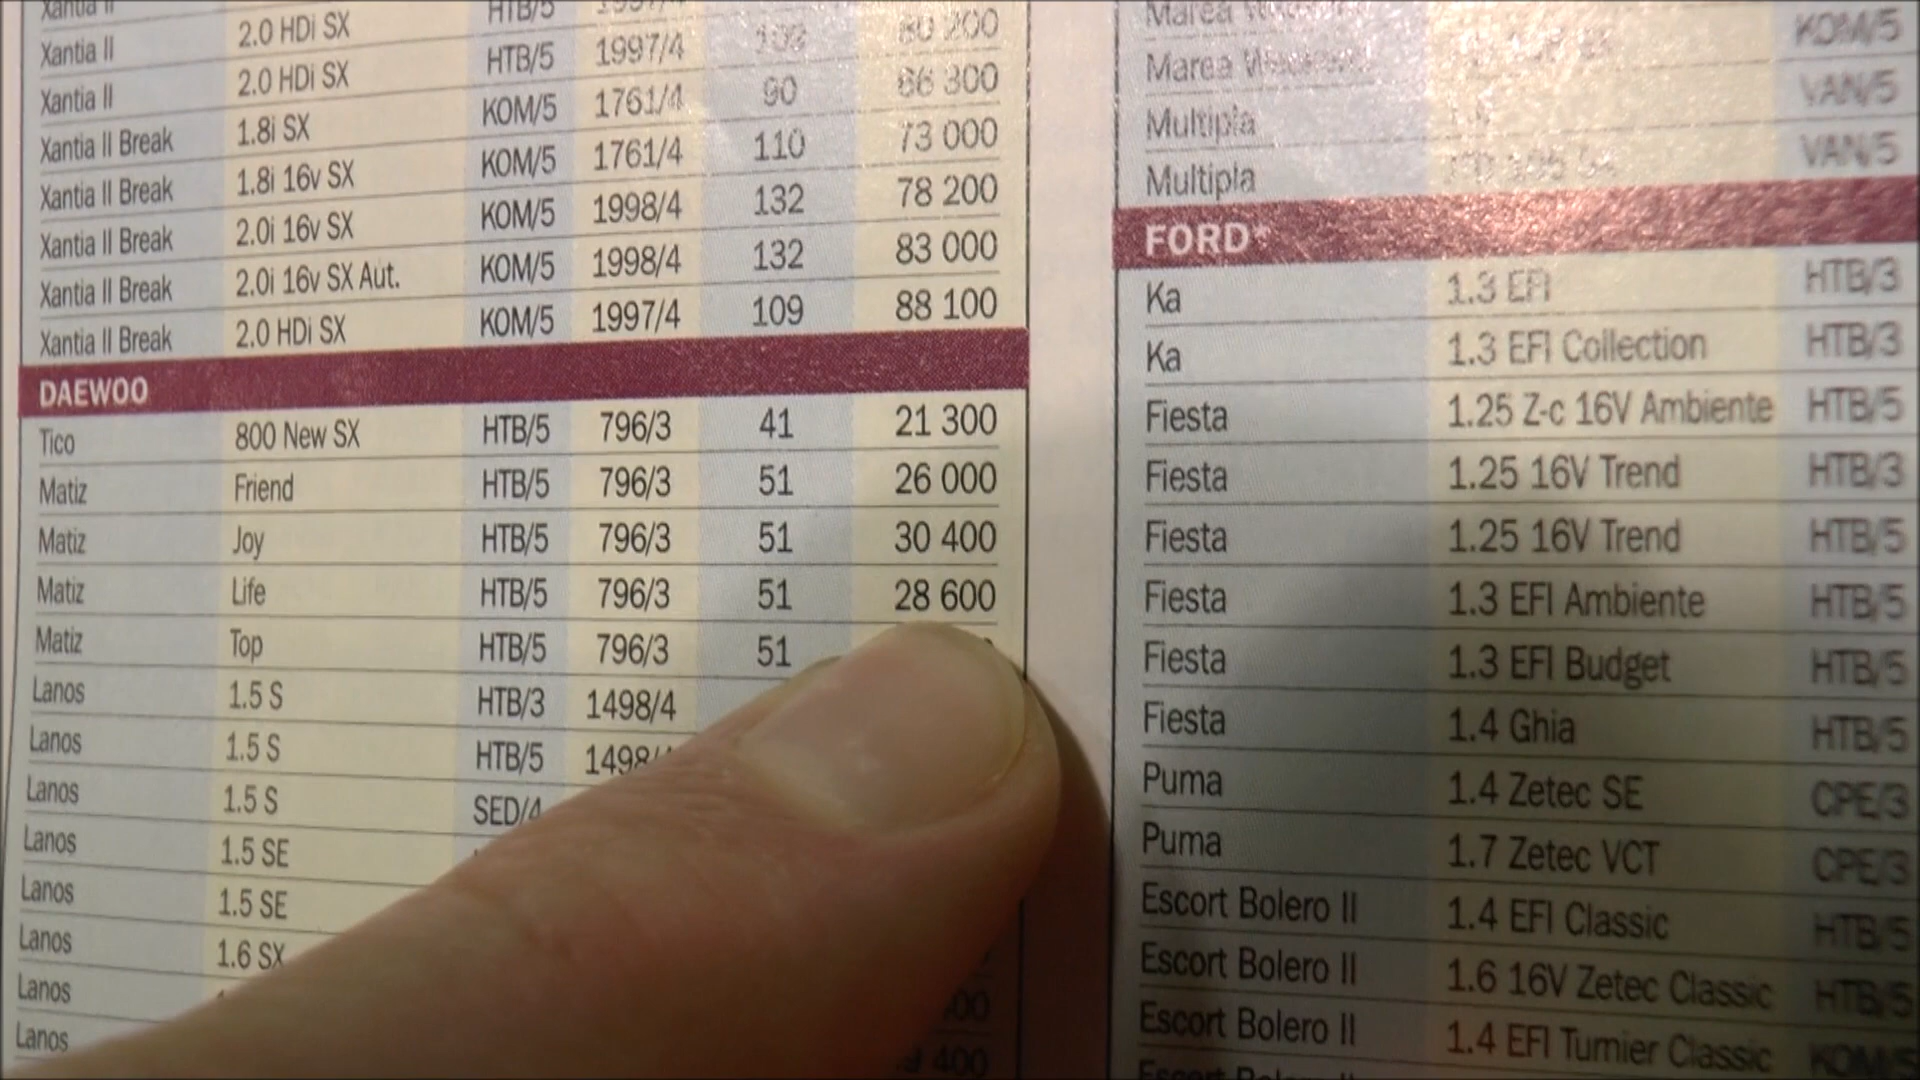 Xantia II 2.0 HDi SX HTB/5
Xantia II 2.0 HDi SX HTB/5 1997/4 80 200
Xantia II Break 1.8i SX KOM/5 1761/4 90 66 300
Xantia II Break 1.8i 16v SX KOM/5 1761/4 110 73 000
Xantia II Break 2.0i 16v SX KOM/5 1998/4 132 78 200
Xantia II Break 2.0i 16v SX Aut. KOM/5 1998/4 132 83 000
Xantia II Break 2.0 HDi SX KOM/5 1997/4 109 88 100
DAEWOO
Tico 800 New SX HTB/5 796/3 41 21 300
Matiz Friend HTB/5 796/3 51 26 000
Matiz Joy HTB/5 796/3 51 30 400
Matiz Life HTB/5 796/3 51 28 600
Matiz Top HTB/5 796/3 51
Lanos 1.5 S HTB/3 1498/4
Lanos 1.5 S HTB/5
Lanos 1.5 S SED/4
Lanos 1.5 SE
Lanos 1.5 SE
Lanos 1.6 SX
Lanos
Lanos 400
Marea
Marea KOM/5
Multipla VAN/5
Multipla VAN/5
FORD*
Ka 1.3 EFI HTB/3
Ka 1.3 EFI Collection HTB/3
Fiesta 1.25 Z-c 16V Ambiente HTB/5
Fiesta 1.25 16V Trend HTB/3
Fiesta 1.25 16V Trend HTB/5
Fiesta 1.3 EFI Ambiente HTB/5
Fiesta 1.3 EFI Budget HTB/5
Fiesta 1.4 Ghia HTB/5
Puma 1.4 Zetec SE CPE/3
Puma 1.7 Zetec VCT CPE/3
Escort Bolero II 1.4 EFI Classic HTB/5
Escort Bolero II 1.6 16V Zetec Classic HTB/5
Escort Bolero II 1.4 EFI Turnier Classic KOM/5